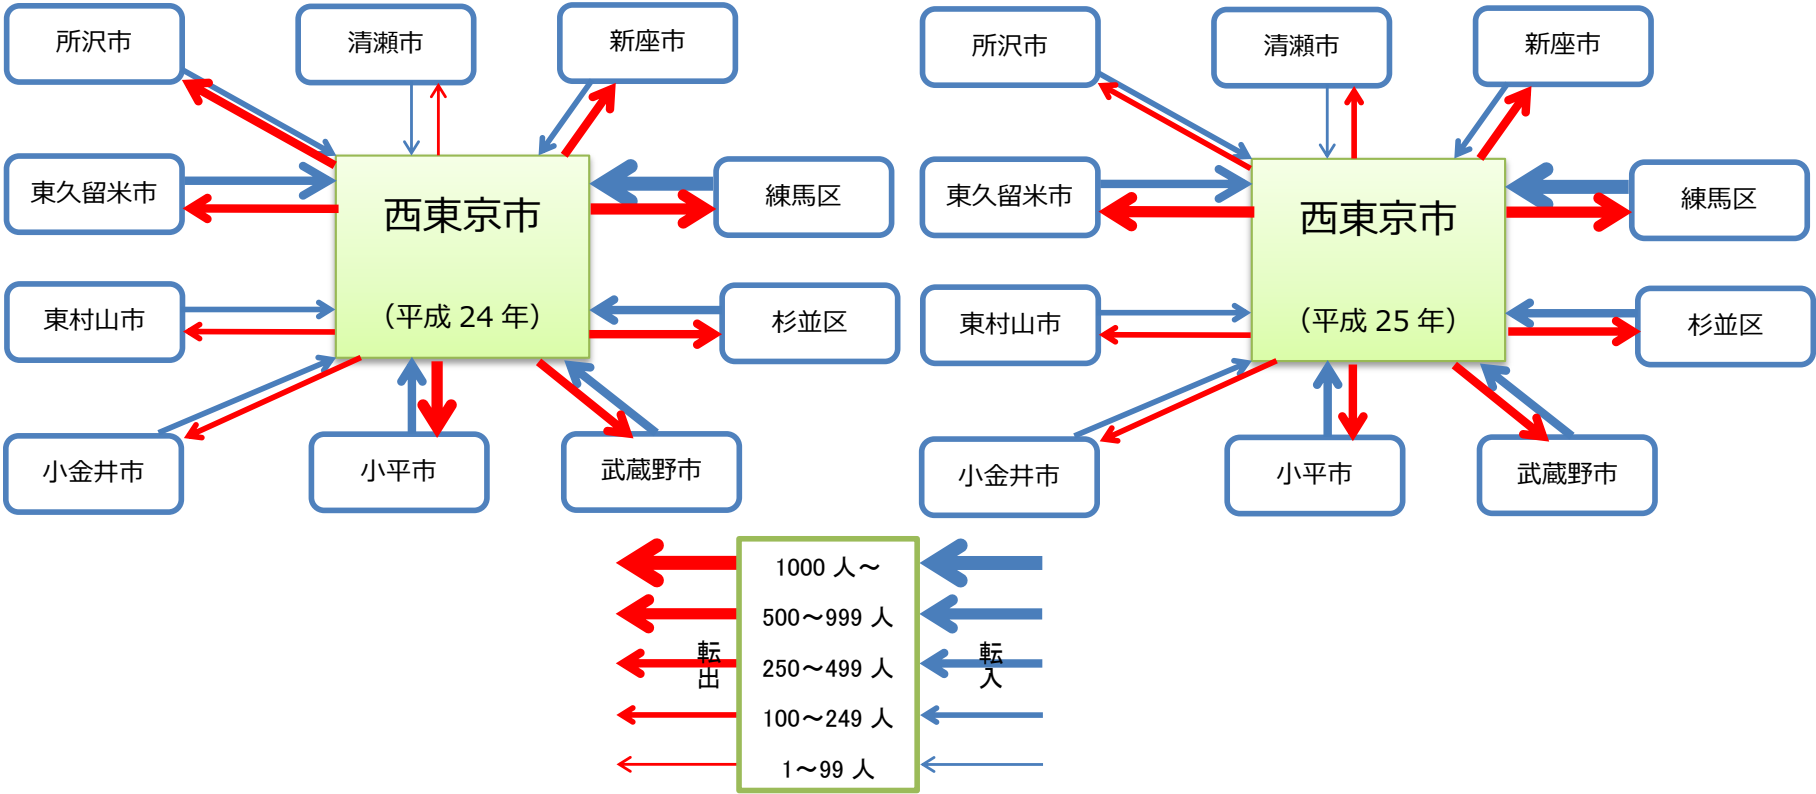 所沢市
清瀬市
新座市
東久留米市
西東京市
練馬区
東村山市
（平成 24 年）
杉並区
小金井市
小平市
武蔵野市
所沢市
清瀬市
新座市
東久留米市
西東京市
練馬区
東村山市
（平成 25 年）
杉並区
小金井市
小平市
武蔵野市
1000 人～
500～999 人
転出
250～499 人
転入
100～249 人
1～99 人